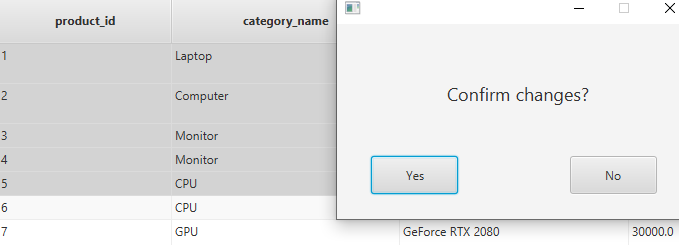 product_id category_name
1 Laptop
2 Computer
3 Monitor
4 Monitor
5 CPU
6 CPU
7 GPU GeForce RTX 2080 30000.0
Confirm changes?
Yes No